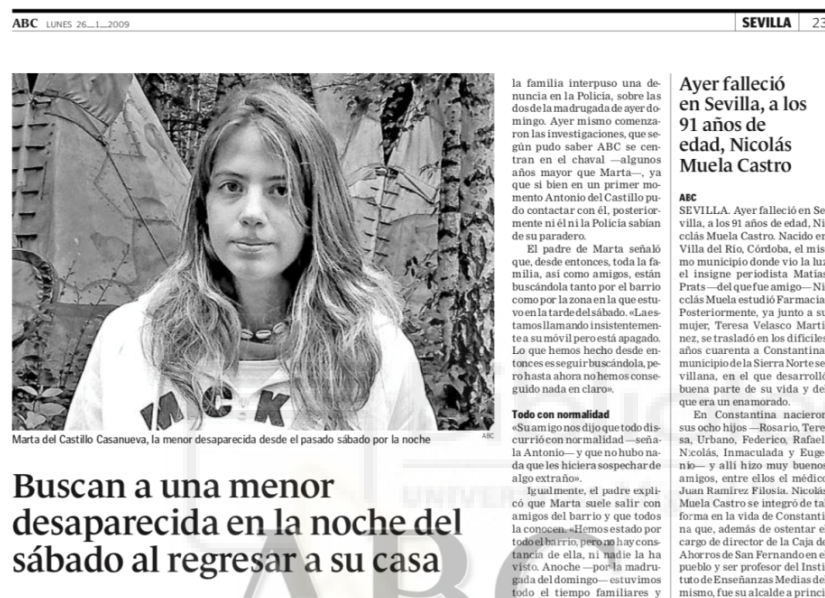 ABC LUNES 26_1_2009
SEVILLA 23
MCK
ABC
Marta del Castillo Casanueva, la menor desaparecida desde el pasado sábado por la noche
Buscan a una menor
desaparecida en la noche del
sábado al regresar a su casa
la familia interpuso una de-
nuncia en la Policía, sobre las
dos de la madrugada de ayer do-
mingo. Ayer mismo comenza-
ron las investigaciones, que se-
gún pudo saber ABC se cen-
tran en el chaval —algunos
años mayor que Marta—, ya
que si bien en un primer mo-
mento Antonio del Castillo pu-
do contactar con él, posterior-
mente ni él ni la Policía sabían
de su paradero.
El padre de Marta señaló
que, desde entonces, toda la fa-
milia, así como amigos, están
buscándola tanto por el barrio
como por la zona en la que estu-
vo en la tarde del sábado. «La es-
tamos llamando insistentemen-
te a su móvil pero está apagado.
Lo que hemos hecho desde en-
tonces es seguir buscándola, pe-
ro hasta ahora no hemos conse-
guido nada en claro».
Todo con normalidad
«Su amigo nos dijo que todo dis-
currió con normalidad —seña-
la Antonio— y que no hubo na-
da que les hiciera sospechar de
algo extraño».
Igualmente, el padre expli-
có que Marta suele salir con
amigos del barrio y que todos
la conocen. «Hemos estado por
todo el barrio, pero no hay cons-
tancia de ella, ni nadie la ha
visto. Anoche —por la madru-
gada del domingo— estuvimos
todo el tiempo familiares y
Ayer falleció
en Sevilla, a los
91 años de
edad, Nicolás
Muela Castro
ABC
SEVILLA. Ayer falleció en Se
villa, a los 91 años de edad, Ni
colás Muela Castro. Nacido en
Villa del Río, Córdoba, el mis
mo municipio donde vio la luz
el insigne periodista Matías
Prats —del que fue amigo— Ni
colás Muela estudió Farmacia.
Posteriormente, ya junto a su
mujer, Teresa Velasco Martí
nez, se trasladó en los difíciles
años cuarenta a Constantina,
municipio de la Sierra Norte se
villana, en el que desarrolló
buena parte de su vida y del
que era un enamorado.
En Constantina nacieron
sus ocho hijos —Rosario, Tere
sa, Urbano, Federico, Rafael,
Nicolás, Inmaculada y Euge
nio— y allí hizo muy buenos
amigos, entre ellos el médico
Juan Ramírez Filosía. Nicolás
Muela Castro se integró de tal
forma en la vida de Constanti
na que, además de ostentar el
cargo de director de la Caja de
Ahorros de San Fernando en el
pueblo y ser profesor del Insti
tuto de Enseñanzas Medias del
mismo, fue su alcalde a princi